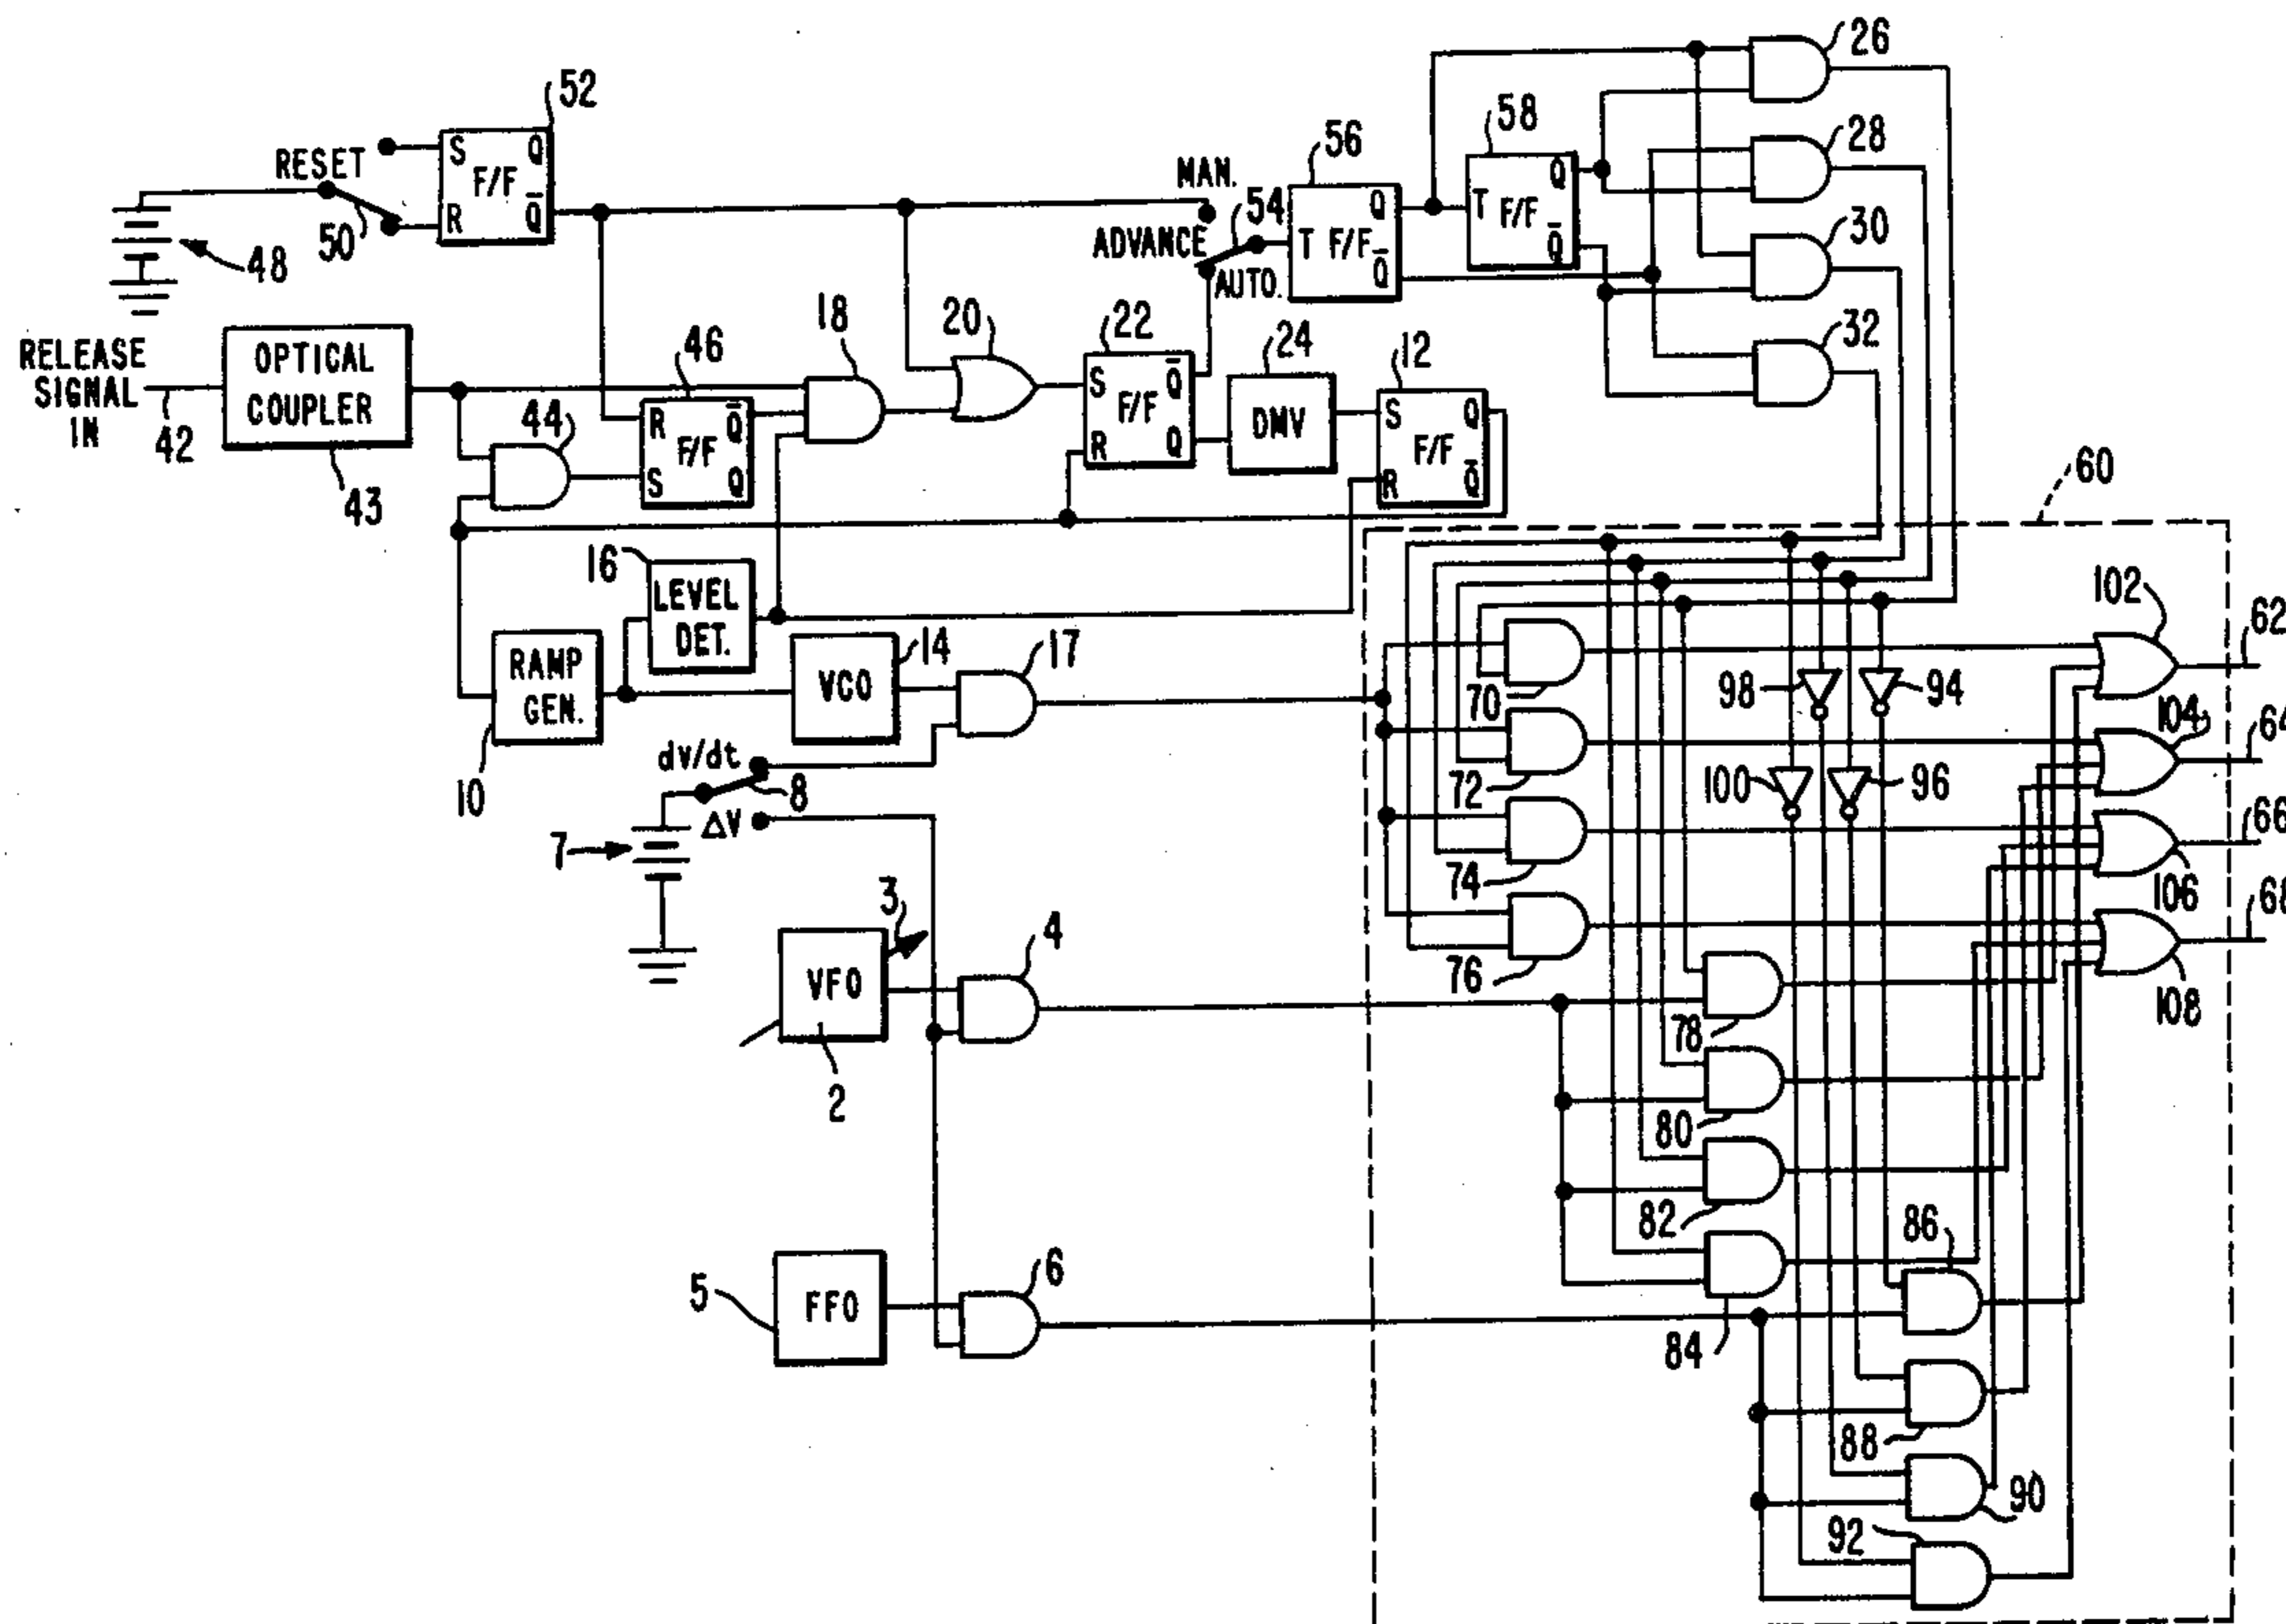 26
52
RESET
S Q
F/F
R Q̄
50
48
MAN.
54
ADVANCE
AUTO.
56
Q
T F/F
Q̄
58
Q
T F/F
Q̄
28
30
32
RELEASE
SIGNAL
IN
42
OPTICAL
COUPLER
43
44
46
R Q̄
F/F
S Q
18
20
22
S Q̄
F/F
R Q
24
DMV
12
S Q
F/F
R Q̄
60
16
LEVEL
DET.
RAMP
GEN.
10
VCO
14
17
dv/dt
8
ΔV
7
70
72
74
76
98
94
100
96
102
62
104
64
106
66
108
68
3
VFO
2
4
78
80
82
84
86
5
FFO
6
88
90
92